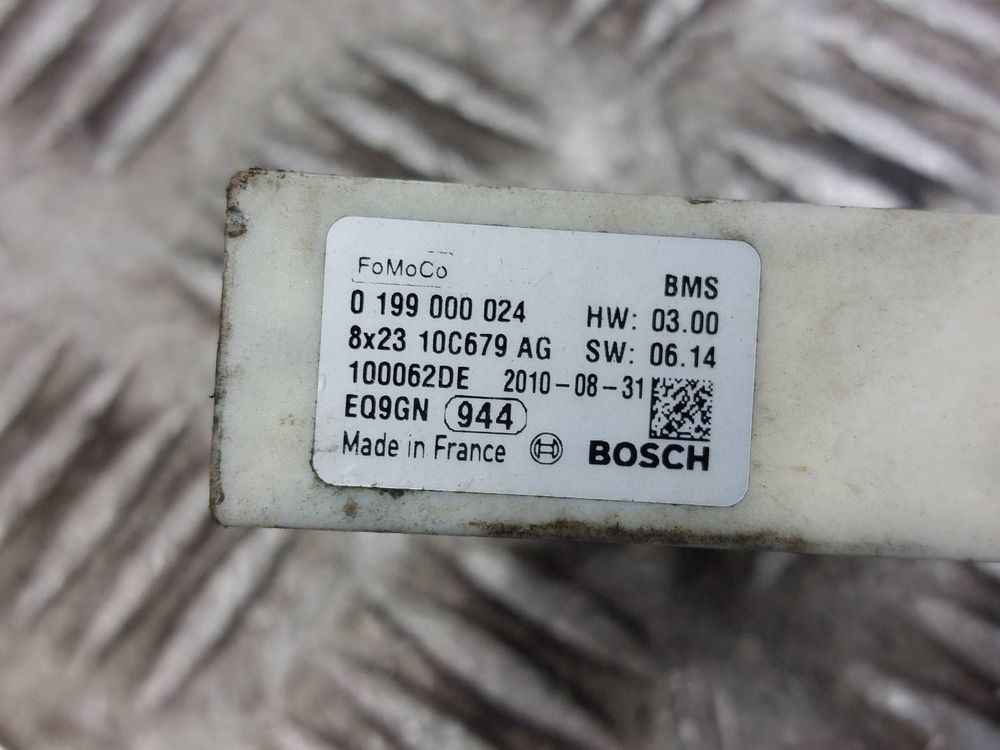 FoMoCo
BMS
0 199 000 024
HW: 03.00
8x23 10C679 AG
SW: 06.14
100062DE 2010-08-31
EQ9GN 944
Made in France
BOSCH